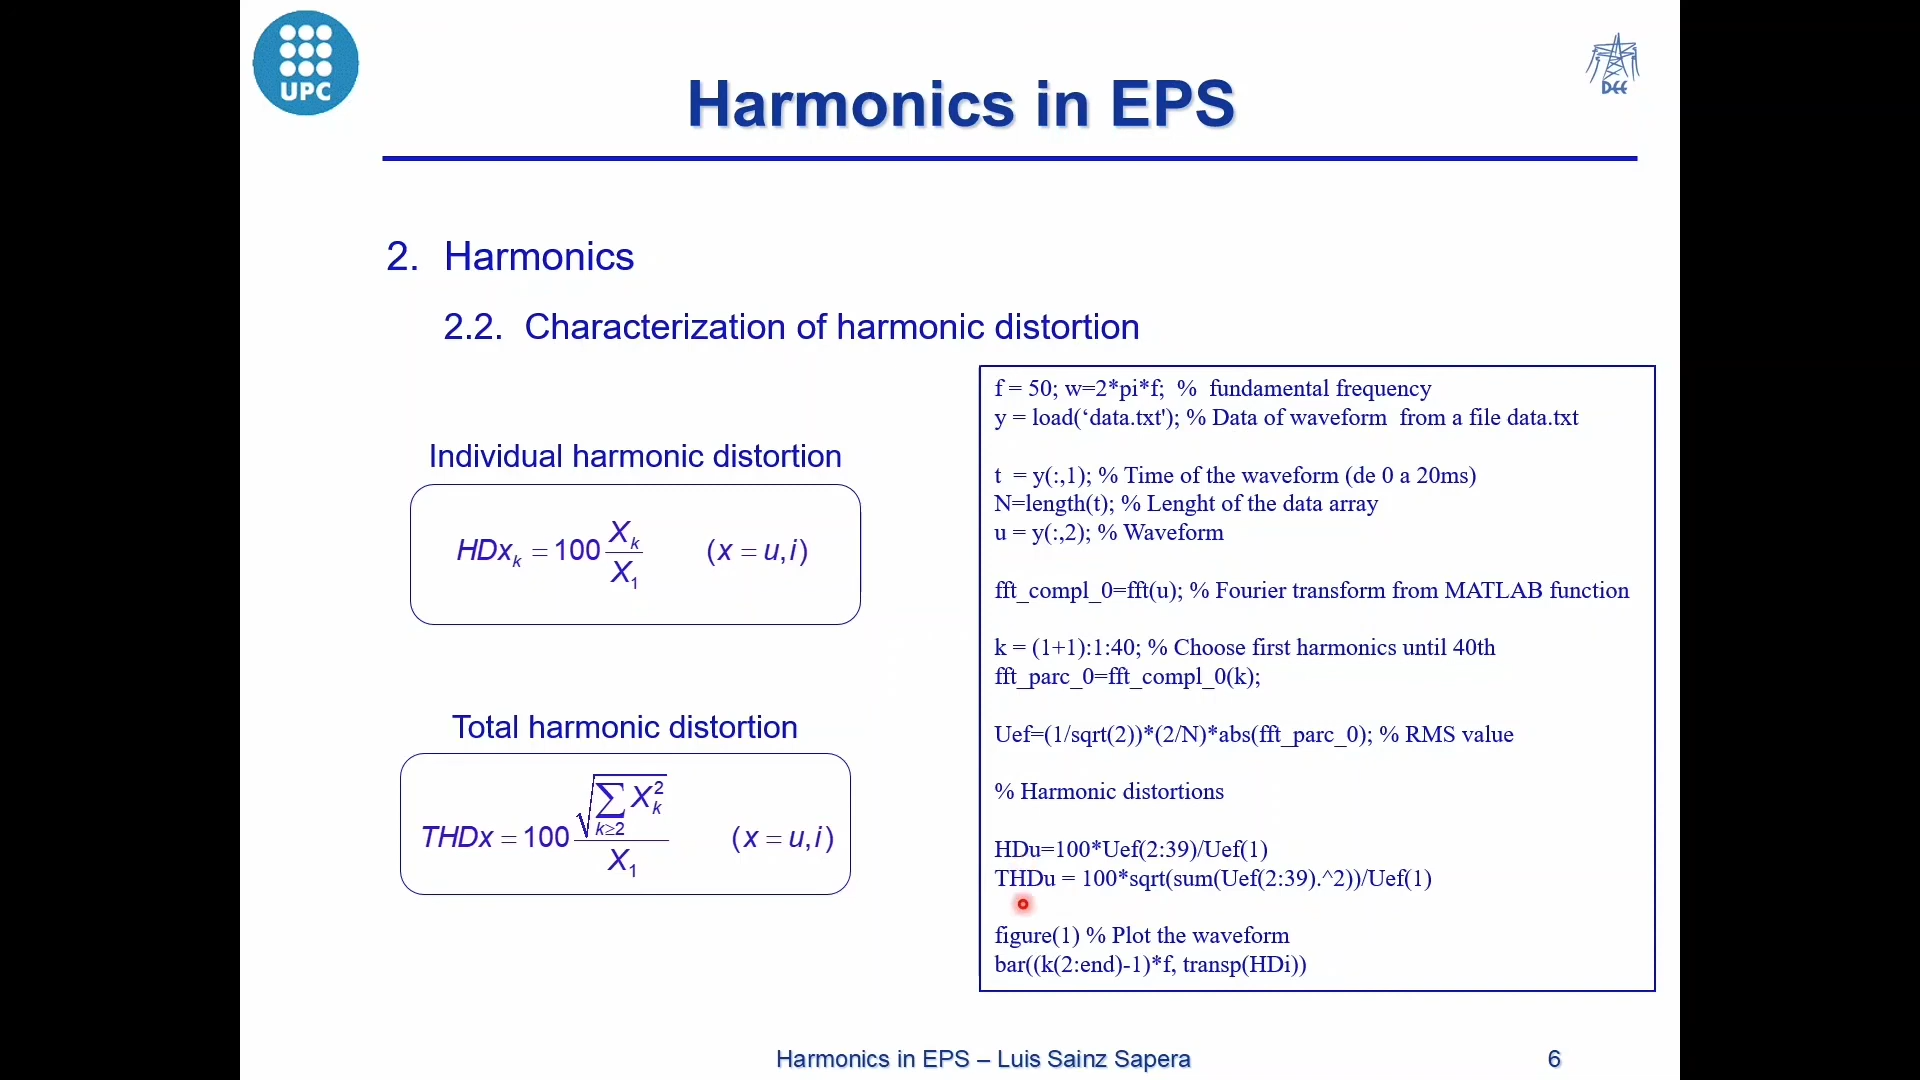 UPC
DEE
Harmonics in EPS
2. Harmonics
2.2. Characterization of harmonic distortion
Individual harmonic distortion
HDx_k = 100 X_k / X_1 (x = u,i)
Total harmonic distortion
THDx = 100 √(∑_{k≥2} X_k^2) / X_1 (x = u,i)
f = 50; w=2*pi*f; % fundamental frequency
y = load(‘data.txt'); % Data of waveform from a file data.txt
t = y(:,1); % Time of the waveform (de 0 a 20ms)
N=length(t); % Lenght of the data array
u = y(:,2); % Waveform
fft_compl_0=fft(u); % Fourier transform from MATLAB function
k = (1+1):1:40; % Choose first harmonics until 40th
fft_parc_0=fft_compl_0(k);
Uef=(1/sqrt(2))*(2/N)*abs(fft_parc_0); % RMS value
% Harmonic distortions
HDu=100*Uef(2:39)/Uef(1)
THDu = 100*sqrt(sum(Uef(2:39).^2))/Uef(1)
figure(1) % Plot the waveform
bar((k(2:end)-1)*f, transp(HDi))
Harmonics in EPS – Luis Sainz Sapera
6